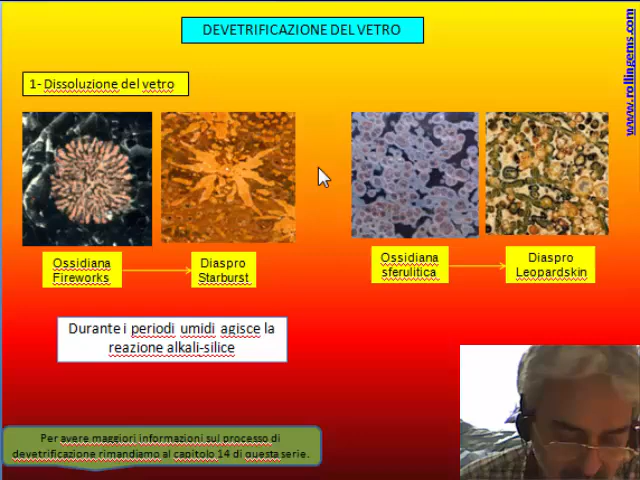 DEVETRIFICAZIONE DEL VETRO
www.rollingems.com
1- Dissoluzione del vetro
Ossidiana
Fireworks
Diaspro
Starburst
Ossidiana
sferulitica
Diaspro
Leopardskin
Durante i periodi umidi agisce la
reazione alkali-silice
Per avere maggiori informazioni sul processo di
devetrificazione rimandiamo al capitolo 14 di questa serie.